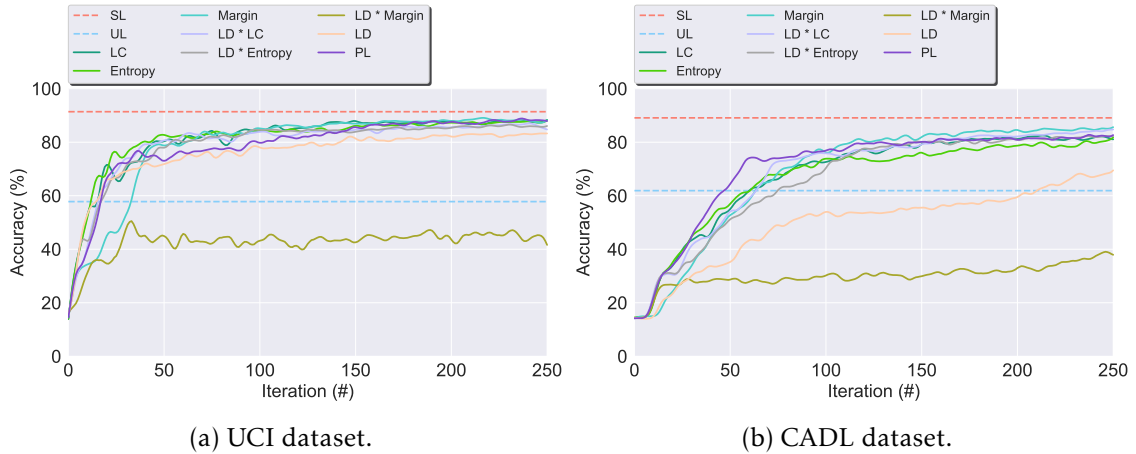 SL Margin LD * Margin
UL LD * LC LD
LC LD * Entropy PL
Entropy
100
80
60
40
20
0
Accuracy (%)
0 50 100 150 200 250
Iteration (#)
(a) UCI dataset.
SL Margin LD * Margin
UL LD * LC LD
LC LD * Entropy PL
Entropy
100
80
60
40
20
0
Accuracy (%)
0 50 100 150 200 250
Iteration (#)
(b) CADL dataset.